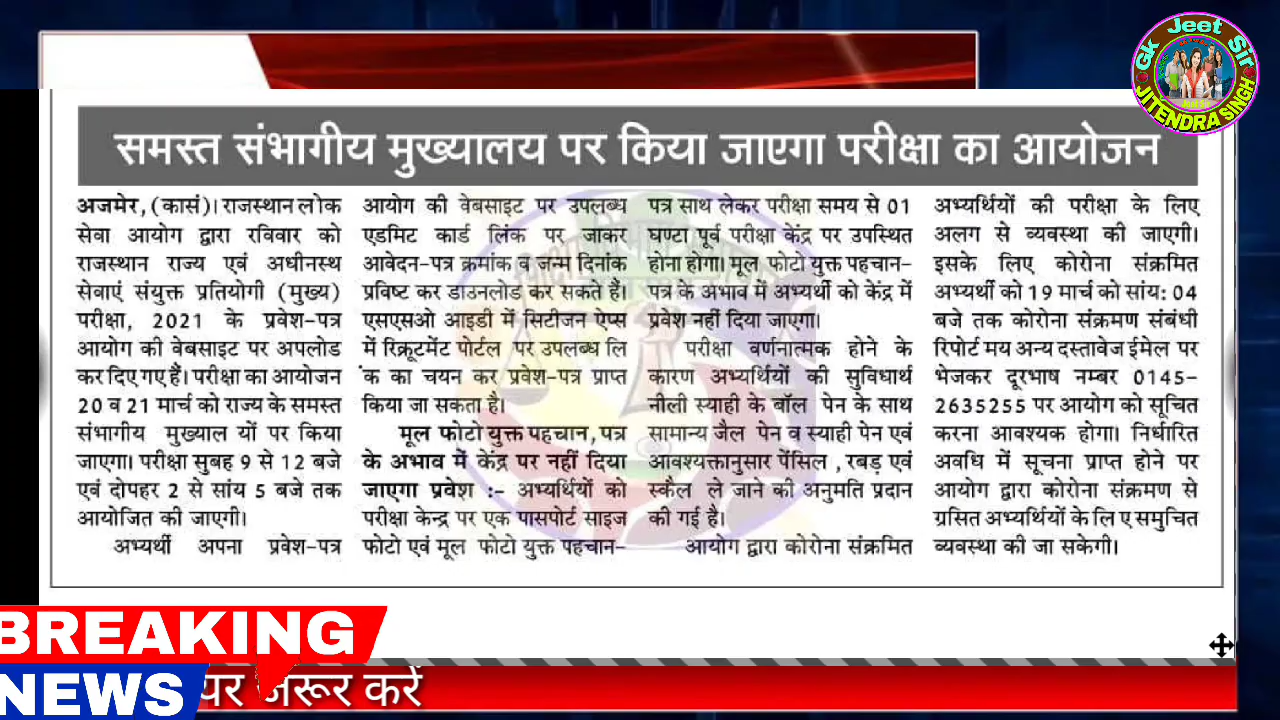 Gk Jeet Sir
JITENDRA SINGH
Jeet Sir
समस्त संभागीय मुख्यालय पर किया जाएगा परीक्षा का आयोजन
अजमेर, (कासं)। राजस्थान लोक
सेवा आयोग द्वारा रविवार को
राजस्थान राज्य एवं अधीनस्थ
सेवाएं संयुक्त प्रतियोगी (मुख्य)
परीक्षा, 2021 के प्रवेश-पत्र
आयोग की वेबसाइट पर अपलोड
कर दिए गए हैं। परीक्षा का आयोजन
20 व 21 मार्च को राज्य के समस्त
संभागीय मुख्याल यों पर किया
जाएगा। परीक्षा सुबह 9 से 12 बजे
एवं दोपहर 2 से सांय 5 बजे तक
आयोजित की जाएगी।
अभ्यर्थी अपना प्रवेश-पत्र
आयोग की वेबसाइट पर उपलब्ध
एडमिट कार्ड लिंक पर जाकर
आवेदन-पत्र क्रमांक व जन्म दिनांक
प्रविष्ट कर डाउनलोड कर सकते हैं।
एसएसओ आइडी में सिटीजन ऐप्स
में रिक्रूटमेंट पोर्टल पर उपलब्ध लि
ंक का चयन कर प्रवेश-पत्र प्राप्त
किया जा सकता है।
मूल फोटो युक्त पहचान, पत्र
के अभाव में केंद्र पर नहीं दिया
जाएगा प्रवेश :- अभ्यर्थियों को
परीक्षा केन्द्र पर एक पासपोर्ट साइज
फोटो एवं मूल फोटो युक्त पहचान-
पत्र साथ लेकर परीक्षा समय से 01
घण्टा पूर्व परीक्षा केंद्र पर उपस्थित
होना होगा। मूल फोटो युक्त पहचान-
पत्र के अभाव में अभ्यर्थी को केंद्र में
प्रवेश नहीं दिया जाएगा।
परीक्षा वर्णनात्मक होने के
कारण अभ्यर्थियों की सुविधार्थ
नीली स्याही के बॉल पेन के साथ
सामान्य जैल पेन व स्याही पेन एवं
आवश्यक्तानुसार पेंसिल , रबड़ एवं
स्कैल ले जाने की अनुमति प्रदान
की गई है।
आयोग द्वारा कोरोना संक्रमित
अभ्यर्थियों की परीक्षा के लिए
अलग से व्यवस्था की जाएगी।
इसके लिए कोरोना संक्रमित
अभ्यर्थी को 19 मार्च को सांय: 04
बजे तक कोरोना संक्रमण संबंधी
रिपोर्ट मय अन्य दस्तावेज ईमेल पर
भेजकर दूरभाष नम्बर 0145-
2635255 पर आयोग को सूचित
करना आवश्यक होगा। निर्धारित
अवधि में सूचना प्राप्त होने पर
आयोग द्वारा कोरोना संक्रमण से
ग्रसित अभ्यर्थियों के लि ए समुचित
व्यवस्था की जा सकेगी।
BREAKING
NEWS
पर जरूर करें